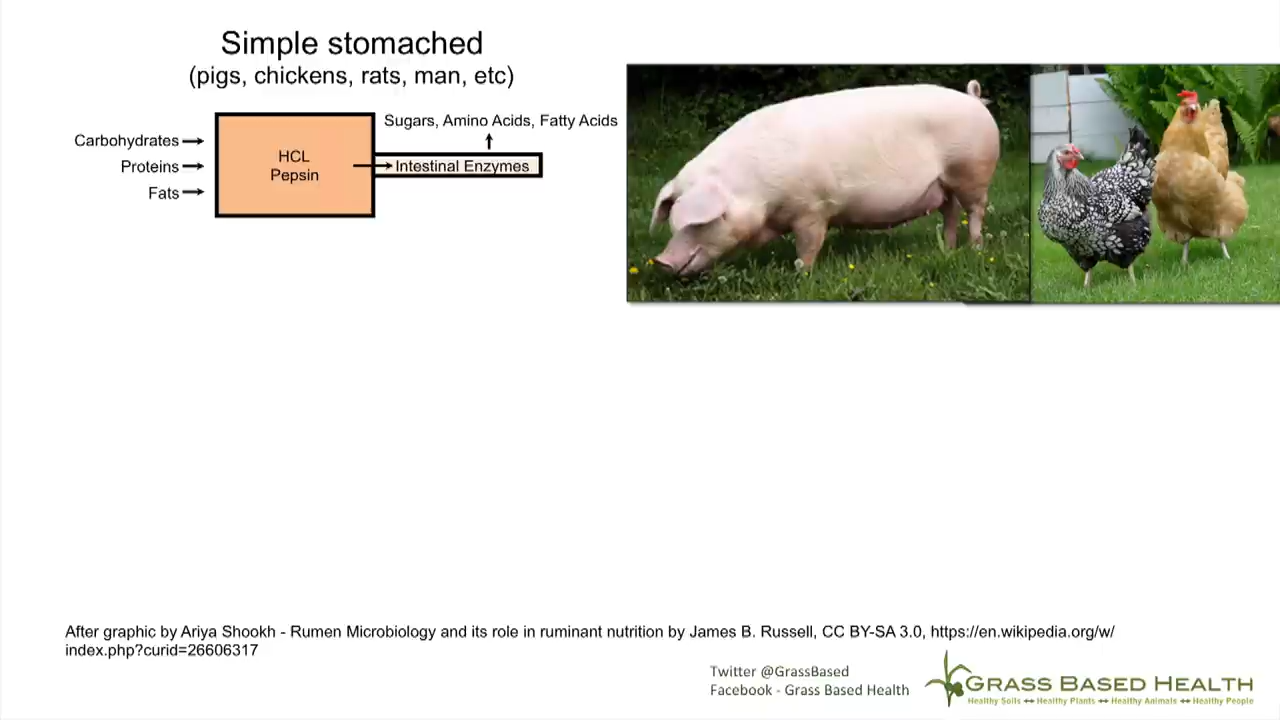 Simple stomached
(pigs, chickens, rats, man, etc)
Carbohydrates
Proteins
Fats
HCL
Pepsin
Sugars, Amino Acids, Fatty Acids
Intestinal Enzymes
After graphic by Ariya Shookh - Rumen Microbiology and its role in ruminant nutrition by James B. Russell, CC BY-SA 3.0, https://en.wikipedia.org/w/
index.php?curid=26606317
Twitter @GrassBased
Facebook - Grass Based Health
GRASS BASED HEALTH
Healthy Soils ↔ Healthy Plants ↔ Healthy Animals ↔ Healthy People